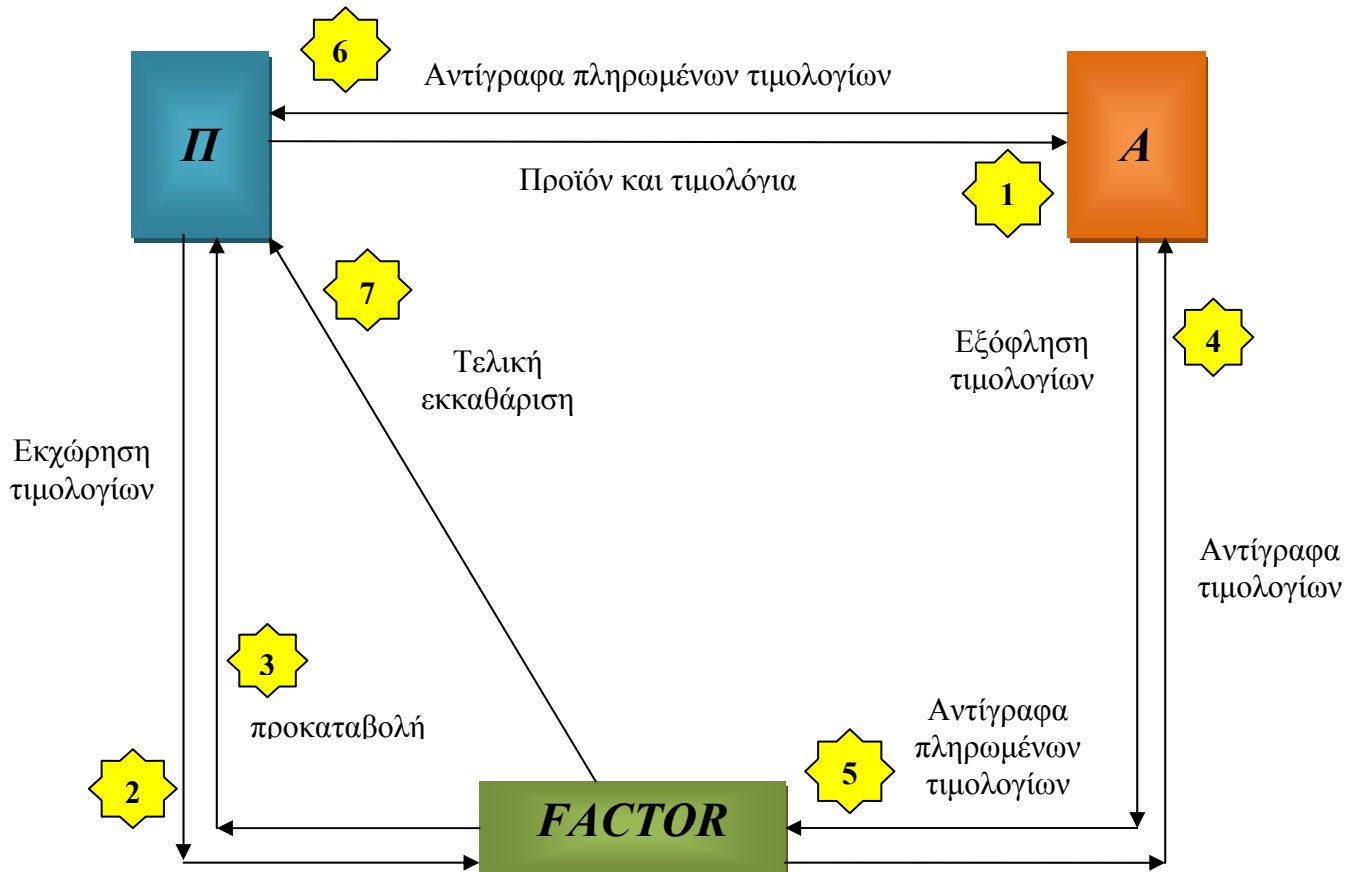 6
Αντίγραφα πληρωμένων τιμολογίων
Π
Α
Προϊόν και τιμολόγια
1
7
Εξόφληση
τιμολογίων
4
Τελική
εκκαθάριση
Εκχώρηση
τιμολογίων
Αντίγραφα
τιμολογίων
3
προκαταβολή
Αντίγραφα
πληρωμένων
τιμολογίων
5
2
FACTOR